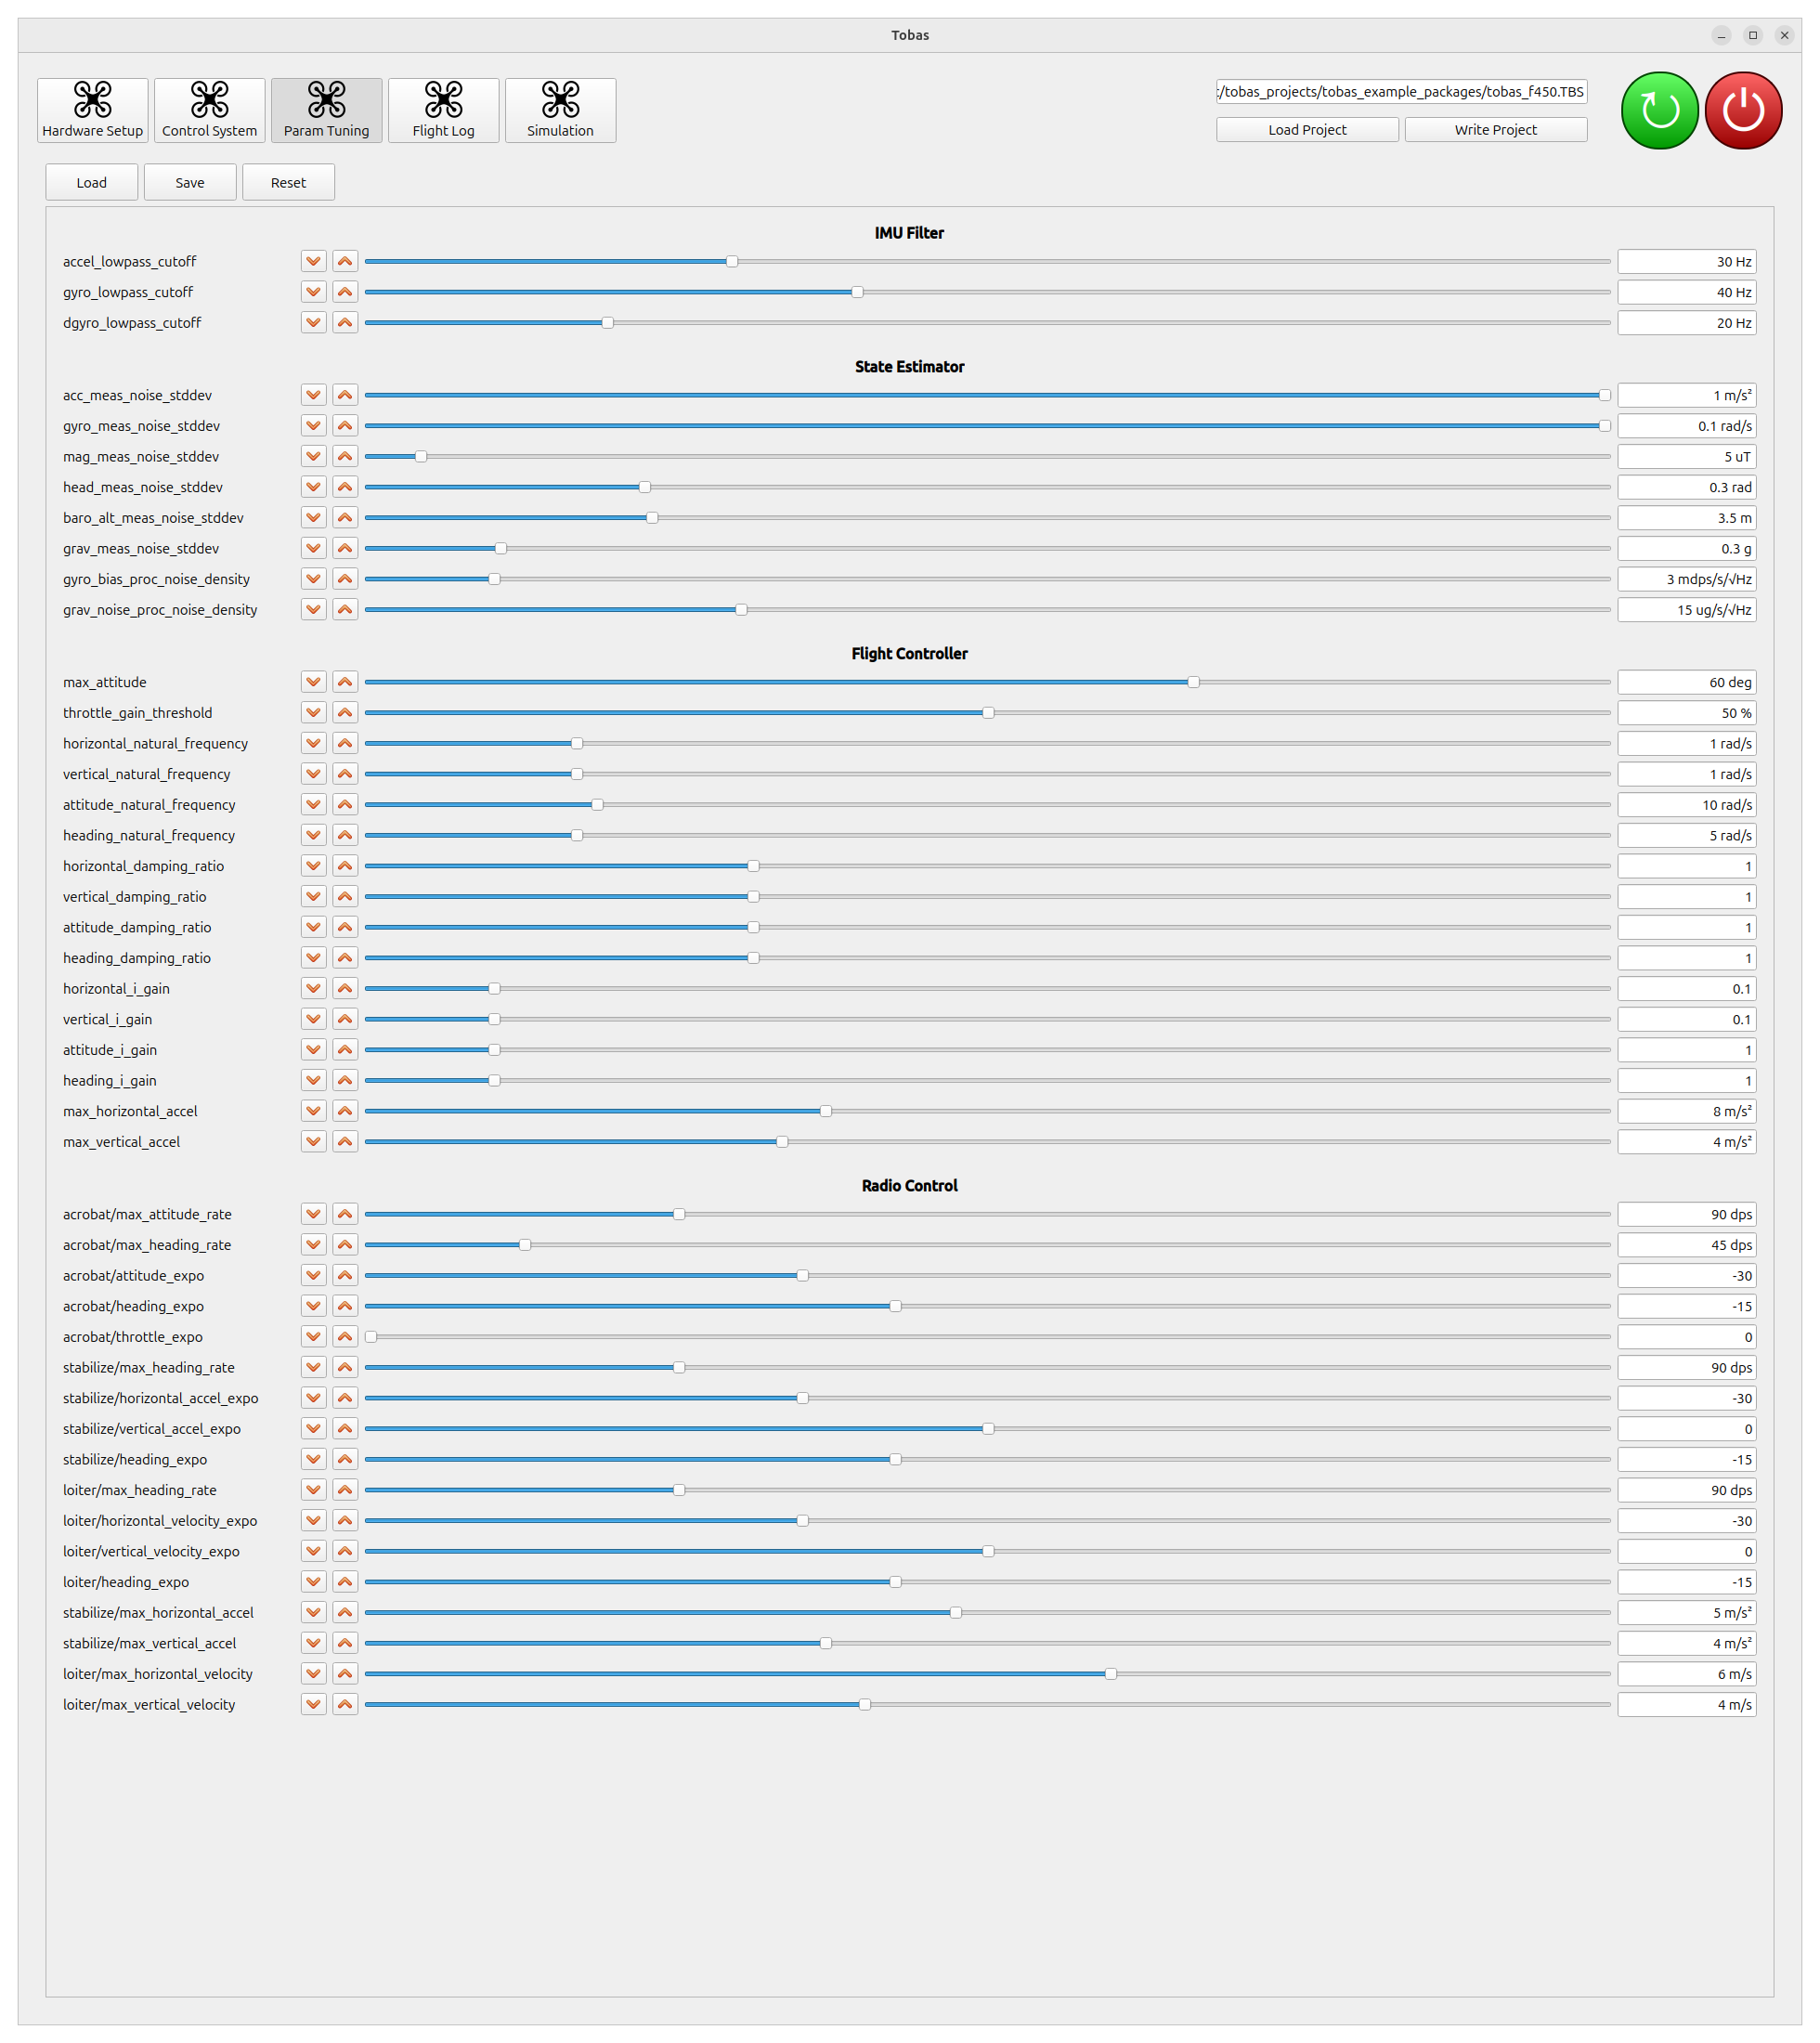 Tobas
Hardware Setup Control System Param Tuning Flight Log Simulation
:/tobas_projects/tobas_example_packages/tobas_f450.TBS
Load Project Write Project
Load Save Reset
IMU Filter
accel_lowpass_cutoff 30 Hz
gyro_lowpass_cutoff 40 Hz
dgyro_lowpass_cutoff 20 Hz
State Estimator
acc_meas_noise_stddev 1 m/s²
gyro_meas_noise_stddev 0.1 rad/s
mag_meas_noise_stddev 5 uT
head_meas_noise_stddev 0.3 rad
baro_alt_meas_noise_stddev 3.5 m
grav_meas_noise_stddev 0.3 g
gyro_bias_proc_noise_density 3 mdps/s/√Hz
grav_noise_proc_noise_density 15 ug/s/√Hz
Flight Controller
max_attitude 60 deg
throttle_gain_threshold 50 %
horizontal_natural_frequency 1 rad/s
vertical_natural_frequency 1 rad/s
attitude_natural_frequency 10 rad/s
heading_natural_frequency 5 rad/s
horizontal_damping_ratio 1
vertical_damping_ratio 1
attitude_damping_ratio 1
heading_damping_ratio 1
horizontal_i_gain 0.1
vertical_i_gain 0.1
attitude_i_gain 1
heading_i_gain 1
max_horizontal_accel 8 m/s²
max_vertical_accel 4 m/s²
Radio Control
acrobat/max_attitude_rate 90 dps
acrobat/max_heading_rate 45 dps
acrobat/attitude_expo -30
acrobat/heading_expo -15
acrobat/throttle_expo 0
stabilize/max_heading_rate 90 dps
stabilize/horizontal_accel_expo -30
stabilize/vertical_accel_expo 0
stabilize/heading_expo -15
loiter/max_heading_rate 90 dps
loiter/horizontal_velocity_expo -30
loiter/vertical_velocity_expo 0
loiter/heading_expo -15
stabilize/max_horizontal_accel 5 m/s²
stabilize/max_vertical_accel 4 m/s²
loiter/max_horizontal_velocity 6 m/s
loiter/max_vertical_velocity 4 m/s